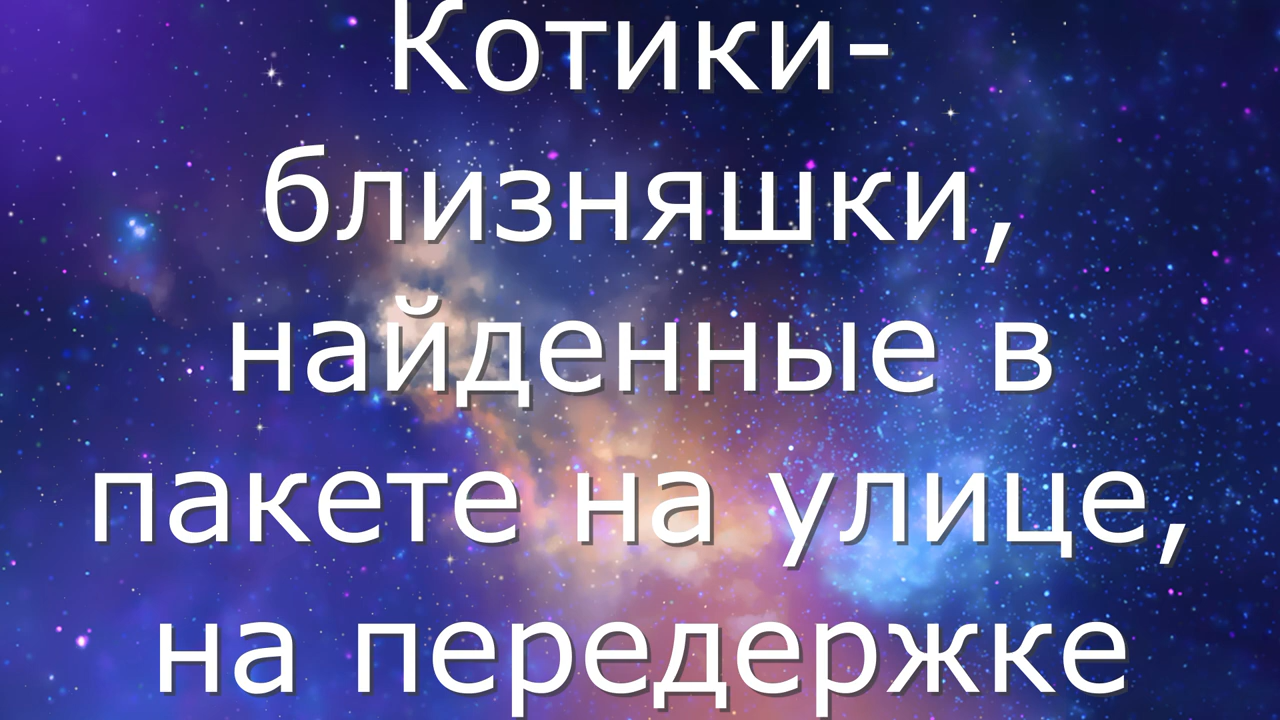 Котики-
близняшки,
найденные в
пакете на улице,
на передержке